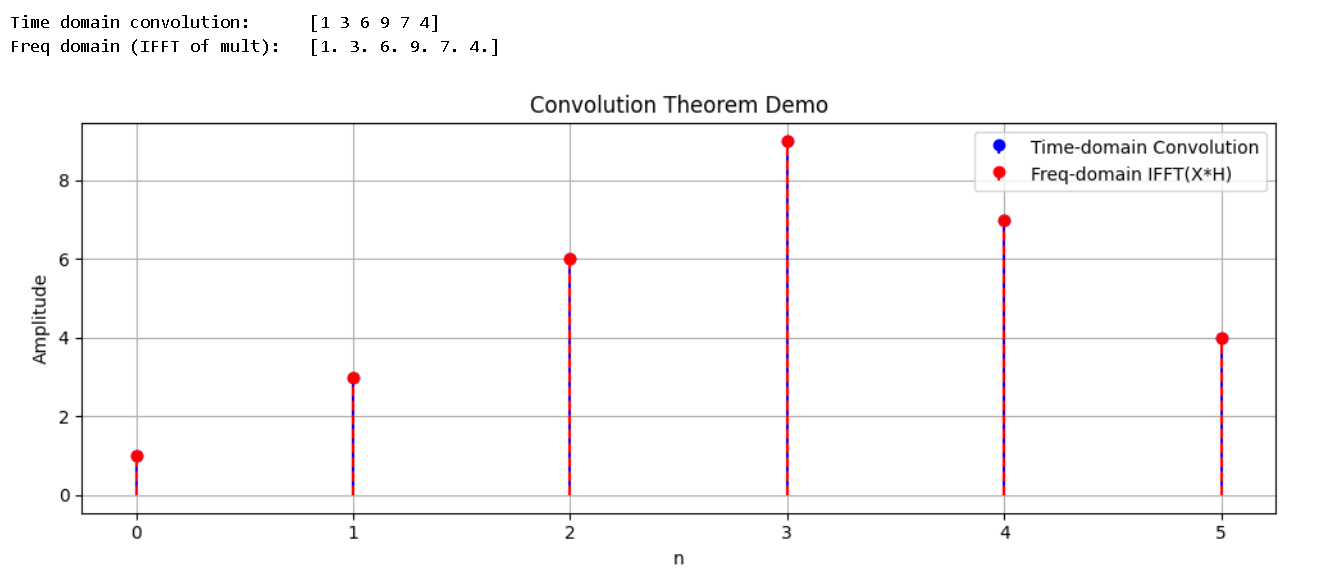 Time domain convolution: [1 3 6 9 7 4]
Freq domain (IFFT of mult): [1. 3. 6. 9. 7. 4.]
Convolution Theorem Demo
Time-domain Convolution
Freq-domain IFFT(X*H)
Amplitude
8
6
4
2
0
0 1 2 3 4 5
n